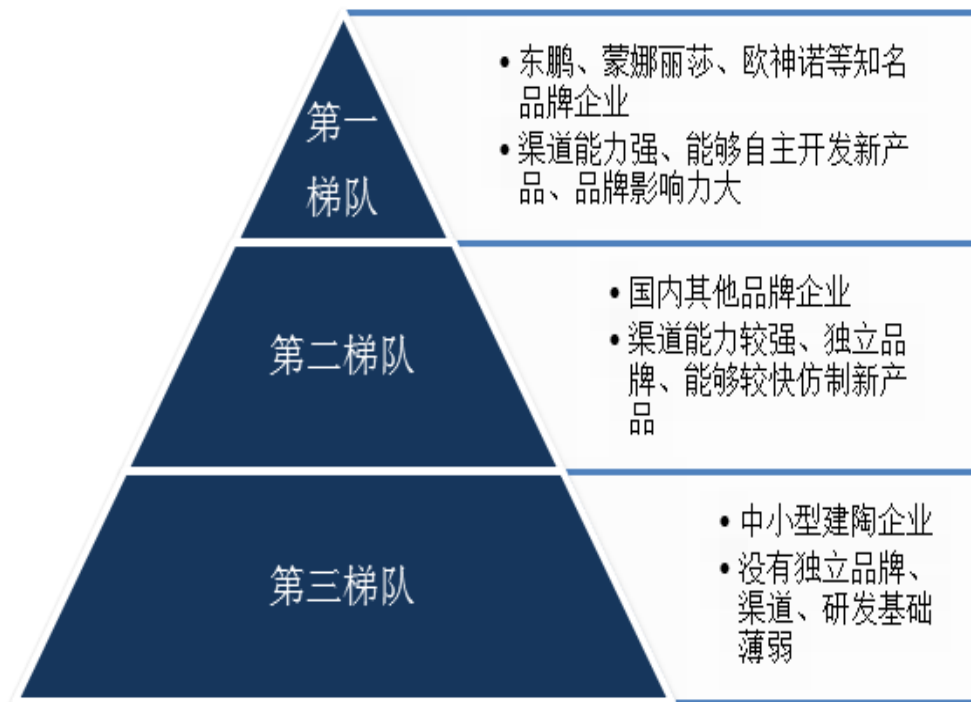 第一
梯队
• 东鹏、蒙娜丽莎、欧神诺等知名
品牌企业
• 渠道能力强、能够自主开发新产
品、品牌影响力大
第二梯队
• 国内其他品牌企业
• 渠道能力较强、独立品
牌、能够较快仿制新产
品
第三梯队
• 中小型建陶企业
• 没有独立品牌、
渠道、研发基础
薄弱